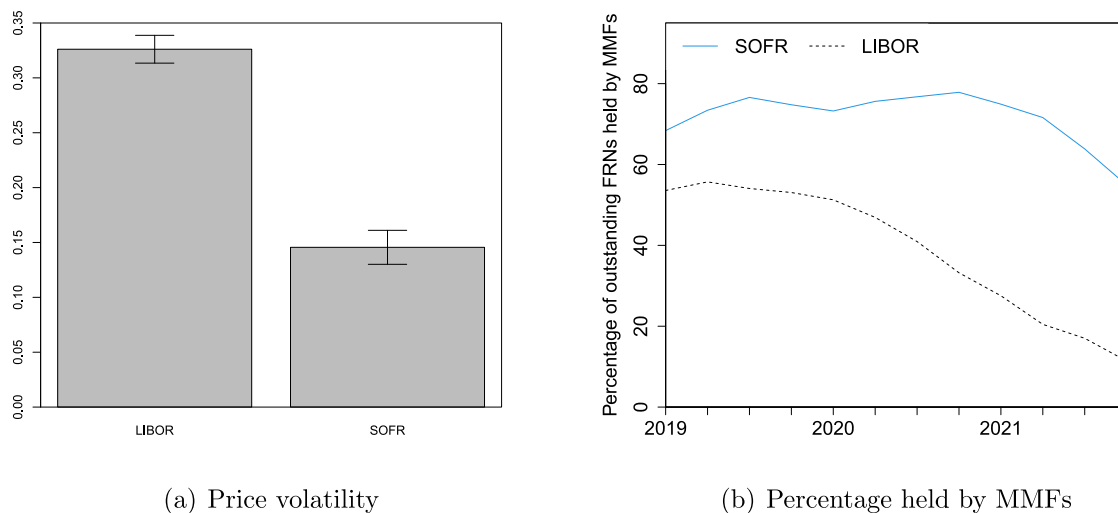 0.00 0.05 0.10 0.15 0.20 0.25 0.30 0.35
LIBOR SOFR
(a) Price volatility
Percentage of outstanding FRNs held by MMFs
0 20 40 60 80
SOFR LIBOR
2019 2020 2021
(b) Percentage held by MMFs